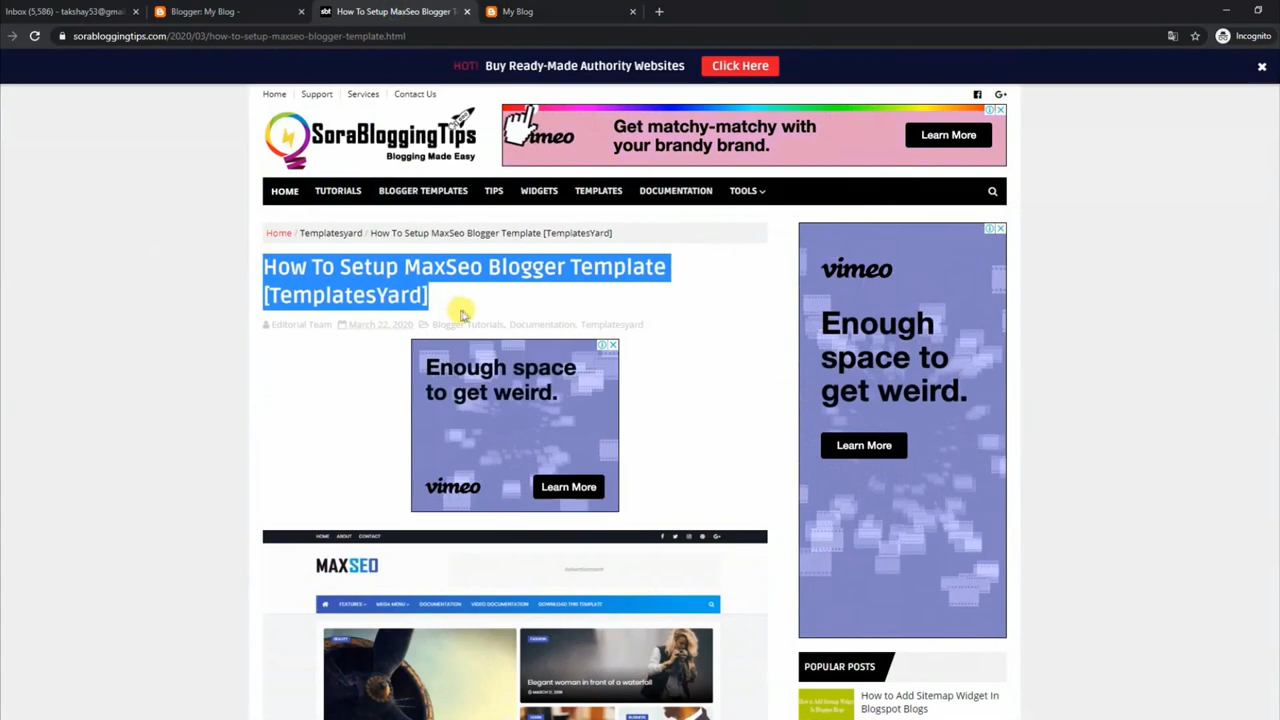 Inbox (5,586) - takshay53@gmail
Blogger: My Blog -
How To Setup MaxSeo Blogger T
My Blog
sorabloggingtips.com/2020/03/how-to-setup-maxseo-blogger-template.html
Incognito
HOT! Buy Ready-Made Authority Websites Click Here
Home Support Services Contact Us
SoraBloggingTips
Blogging Made Easy
vimeo
Get matchy-matchy with
your brandy brand.
Learn More
HOME TUTORIALS BLOGGER TEMPLATES TIPS WIDGETS TEMPLATES DOCUMENTATION TOOLS
Home / Templatesyard / How To Setup MaxSeo Blogger Template [TemplatesYard]
How To Setup MaxSeo Blogger Template
[TemplatesYard]
Editorial Team March 22, 2020 Blogger Tutorials, Documentation, Templatesyard
Enough space
to get weird.
vimeo
Learn More
HOME ABOUT CONTACT
MAXSEO
Advertisement
FEATURES MEGA MENU DOCUMENTATION VIDEO DOCUMENTATION DOWNLOAD THIS TEMPLATE
BEAUTY
FASHION
Elegant woman in front of a waterfall
MARCH 17, 2016
BUSINESS
vimeo
Enough
space to
get weird.
Learn More
POPULAR POSTS
How to Add Sitemap Widget In
Blogspot Blogs